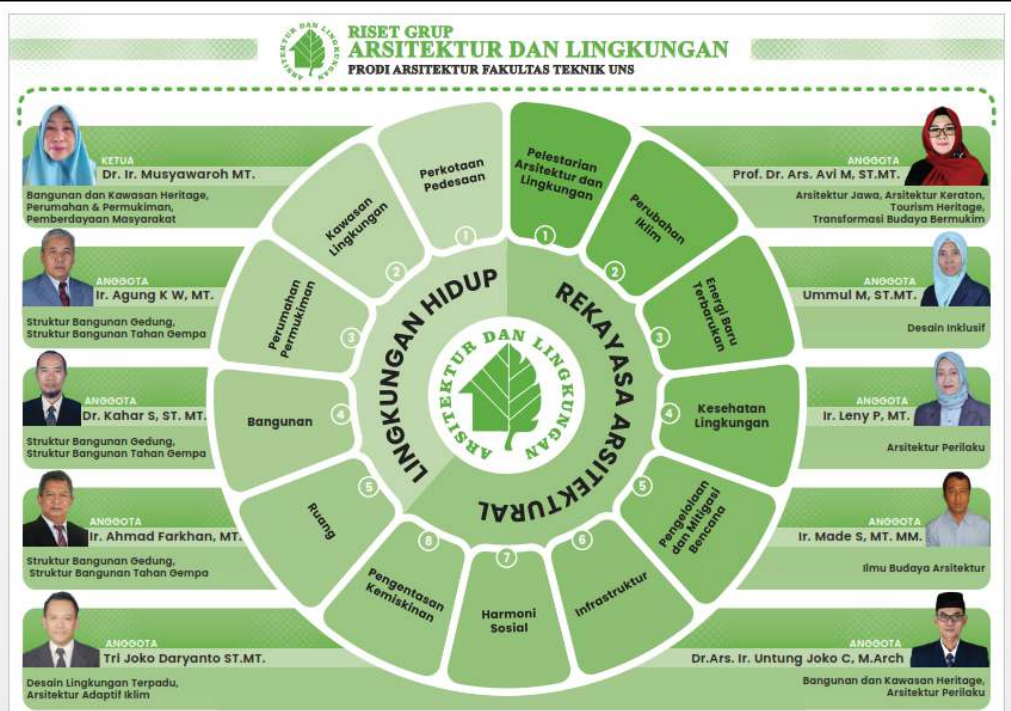 ARSITEKTUR DAN LINGKUNGAN
RISET GRUP
ARSITEKTUR DAN LINGKUNGAN
PRODI ARSITEKTUR FAKULTAS TEKNIK UNS
KETUA
Dr. Ir. Musyawaroh MT.
Bangunan dan Kawasan Heritage,
Perumahan & Permukiman,
Pemberdayaan Masyarakat
ANGGOTA
Ir. Agung K W, MT.
Struktur Bangunan Gedung,
Struktur Bangunan Tahan Gempa
ANGGOTA
Dr. Kahar S, ST. MT.
Struktur Bangunan Gedung,
Struktur Bangunan Tahan Gempa
ANGGOTA
Ir. Ahmad Farkhan, MT.
Struktur Bangunan Gedung,
Struktur Bangunan Tahan Gempa
ANGGOTA
Tri Joko Daryanto ST.MT.
Desain Lingkungan Terpadu,
Arsitektur Adaptif Iklim
LINGKUNGAN HIDUP
Perkotaan
Pedesaan
1
Kawasan
Lingkungan
2
Perumahan
Permukiman
3
Bangunan
4
Ruang
5
REKAYASA ARSITEKTURAL
Pelestarian
Arsitektur dan
Lingkungan
1
Perubahan
Iklim
2
Energi Baru
Terbarukan
3
Kesehatan
Lingkungan
4
Pengelolaan
dan Mitigasi
Bencana
5
Infrastruktur
6
Harmoni
Sosial
7
Pengentasan
Kemiskinan
8
ARSITEKTUR DAN LINGKUNGAN
ANGGOTA
Prof. Dr. Ars. Avi M, ST.MT.
Arsitektur Jawa, Arsitektur Keraton,
Tourism Heritage,
Transformasi Budaya Bermukim
ANGGOTA
Ummul M, ST.MT.
Desain Inklusif
ANGGOTA
Ir. Leny P, MT.
Arsitektur Perilaku
ANGGOTA
Ir. Made S, MT. MM.
Ilmu Budaya Arsitektur
ANGGOTA
Dr.Ars. Ir. Untung Joko C, M.Arch
Bangunan dan Kawasan Heritage,
Arsitektur Perilaku